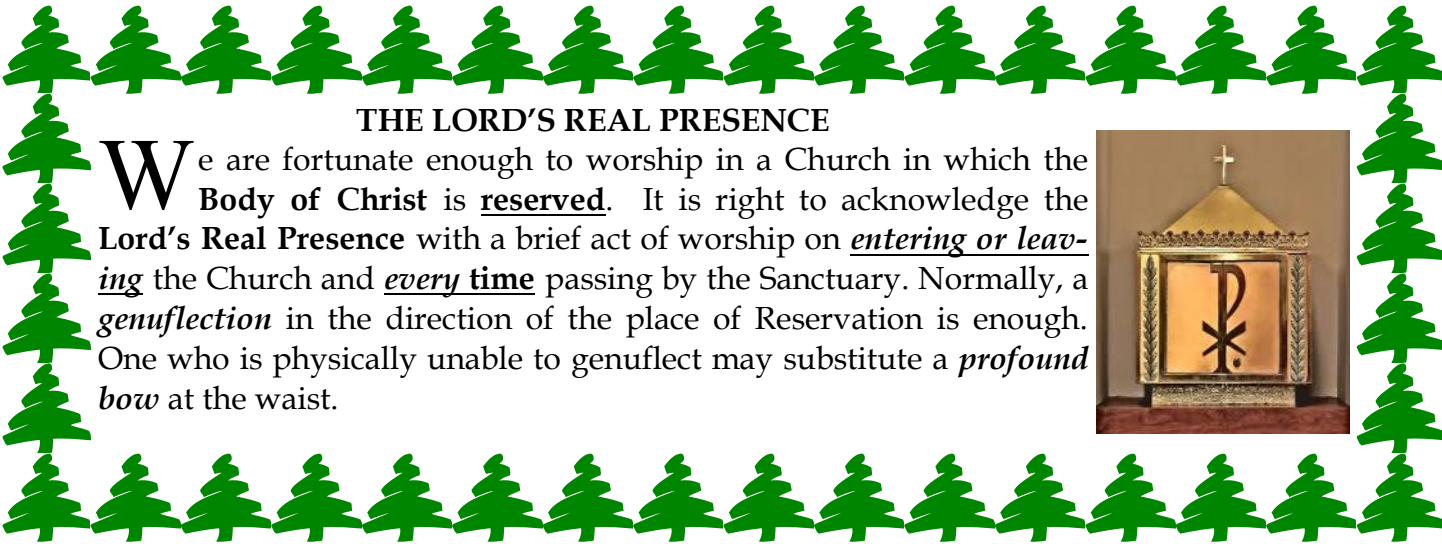 THE LORD’S REAL PRESENCE
We are fortunate enough to worship in a Church in which the
Body of Christ is reserved. It is right to acknowledge the
Lord’s Real Presence with a brief act of worship on entering or leav-
ing the Church and every time passing by the Sanctuary. Normally, a
genuflection in the direction of the place of Reservation is enough.
One who is physically unable to genuflect may substitute a profound
bow at the waist.